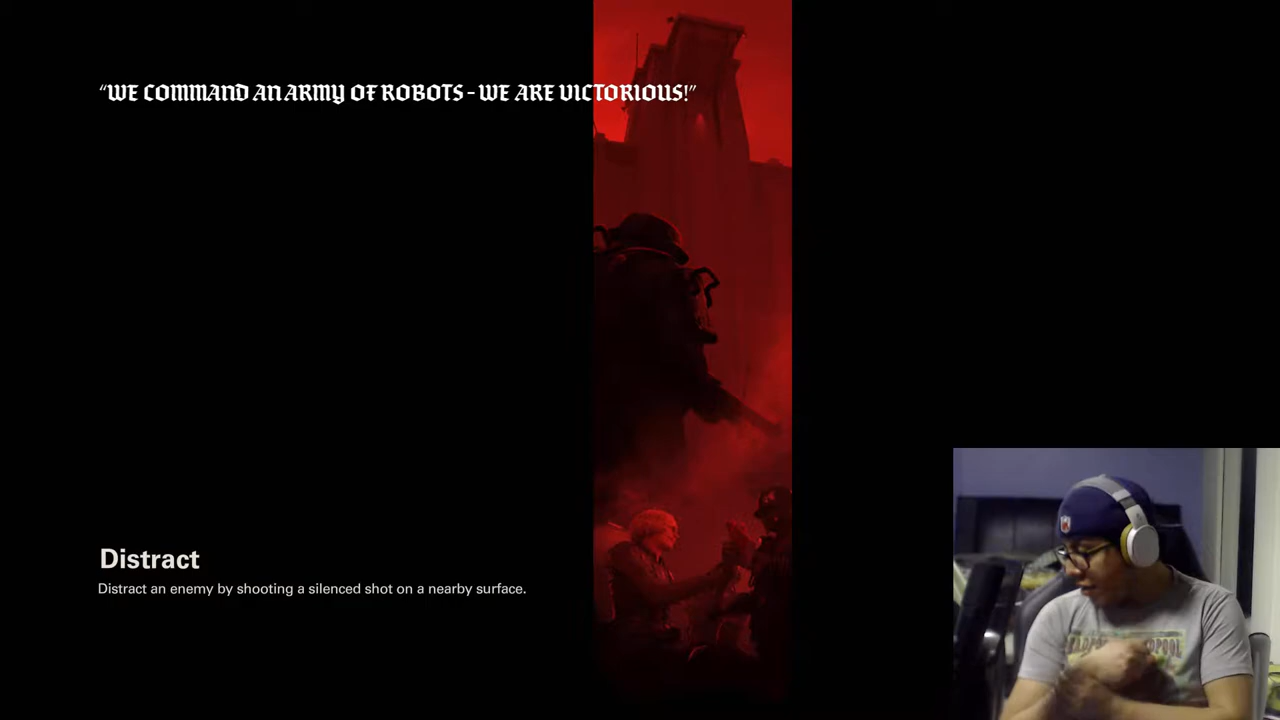 “WE COMMAND AN ARMY OF ROBOTS - WE ARE VICTORIOUS!”
Distract
Distract an enemy by shooting a silenced shot on a nearby surface.